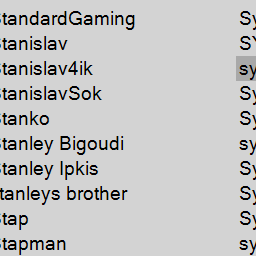 StandardGaming Sy
Stanislav SY
Stanislav4ik sy
StanislavSok Sy
Stanko Sy
Stanley Bigoudi sy
Stanley Ipkis Sy
stanleys brother Sy
Stap Sy
Stapman sy